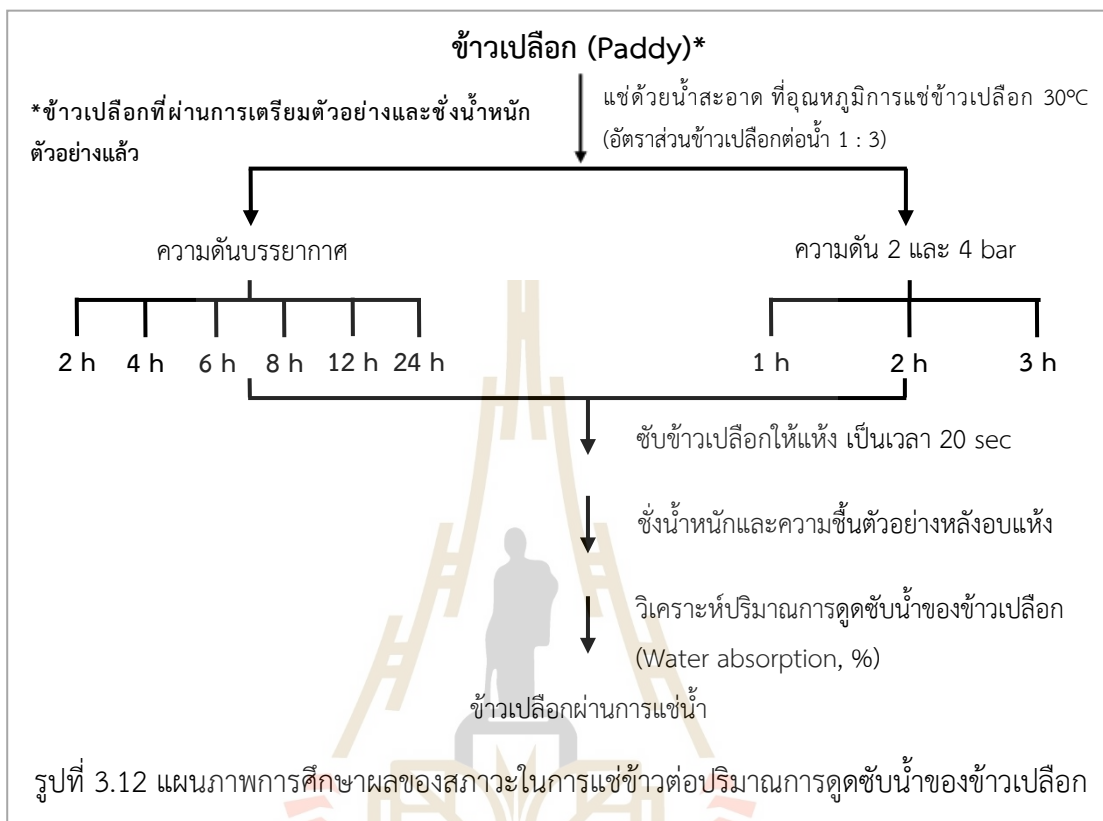 ข้าวเปลือก (Paddy)*
แช่ด้วยน้ำสะอาด ที่อุณหภูมิการแช่ข้าวเปลือก 30ºC
(อัตราส่วนข้าวเปลือกต่อน้ำ 1 : 3)
*ข้าวเปลือกที่ผ่านการเตรียมตัวอย่างและชั่งน้ำหนัก
ตัวอย่างแล้ว
ความดันบรรยากาศ
ความดัน 2 และ 4 bar
2 h 4 h 6 h 8 h 12 h 24 h
1 h 2 h 3 h
ซับข้าวเปลือกให้แห้ง เป็นเวลา 20 sec
ชั่งน้ำหนักและความชื้นตัวอย่างหลังอบแห้ง
วิเคราะห์ปริมาณการดูดซับน้ำของข้าวเปลือก
(Water absorption, %)
ข้าวเปลือกผ่านการแช่น้ำ
รูปที่ 3.12 แผนภาพการศึกษาผลของสภาวะในการแช่ข้าวต่อปริมาณการดูดซับน้ำของข้าวเปลือก